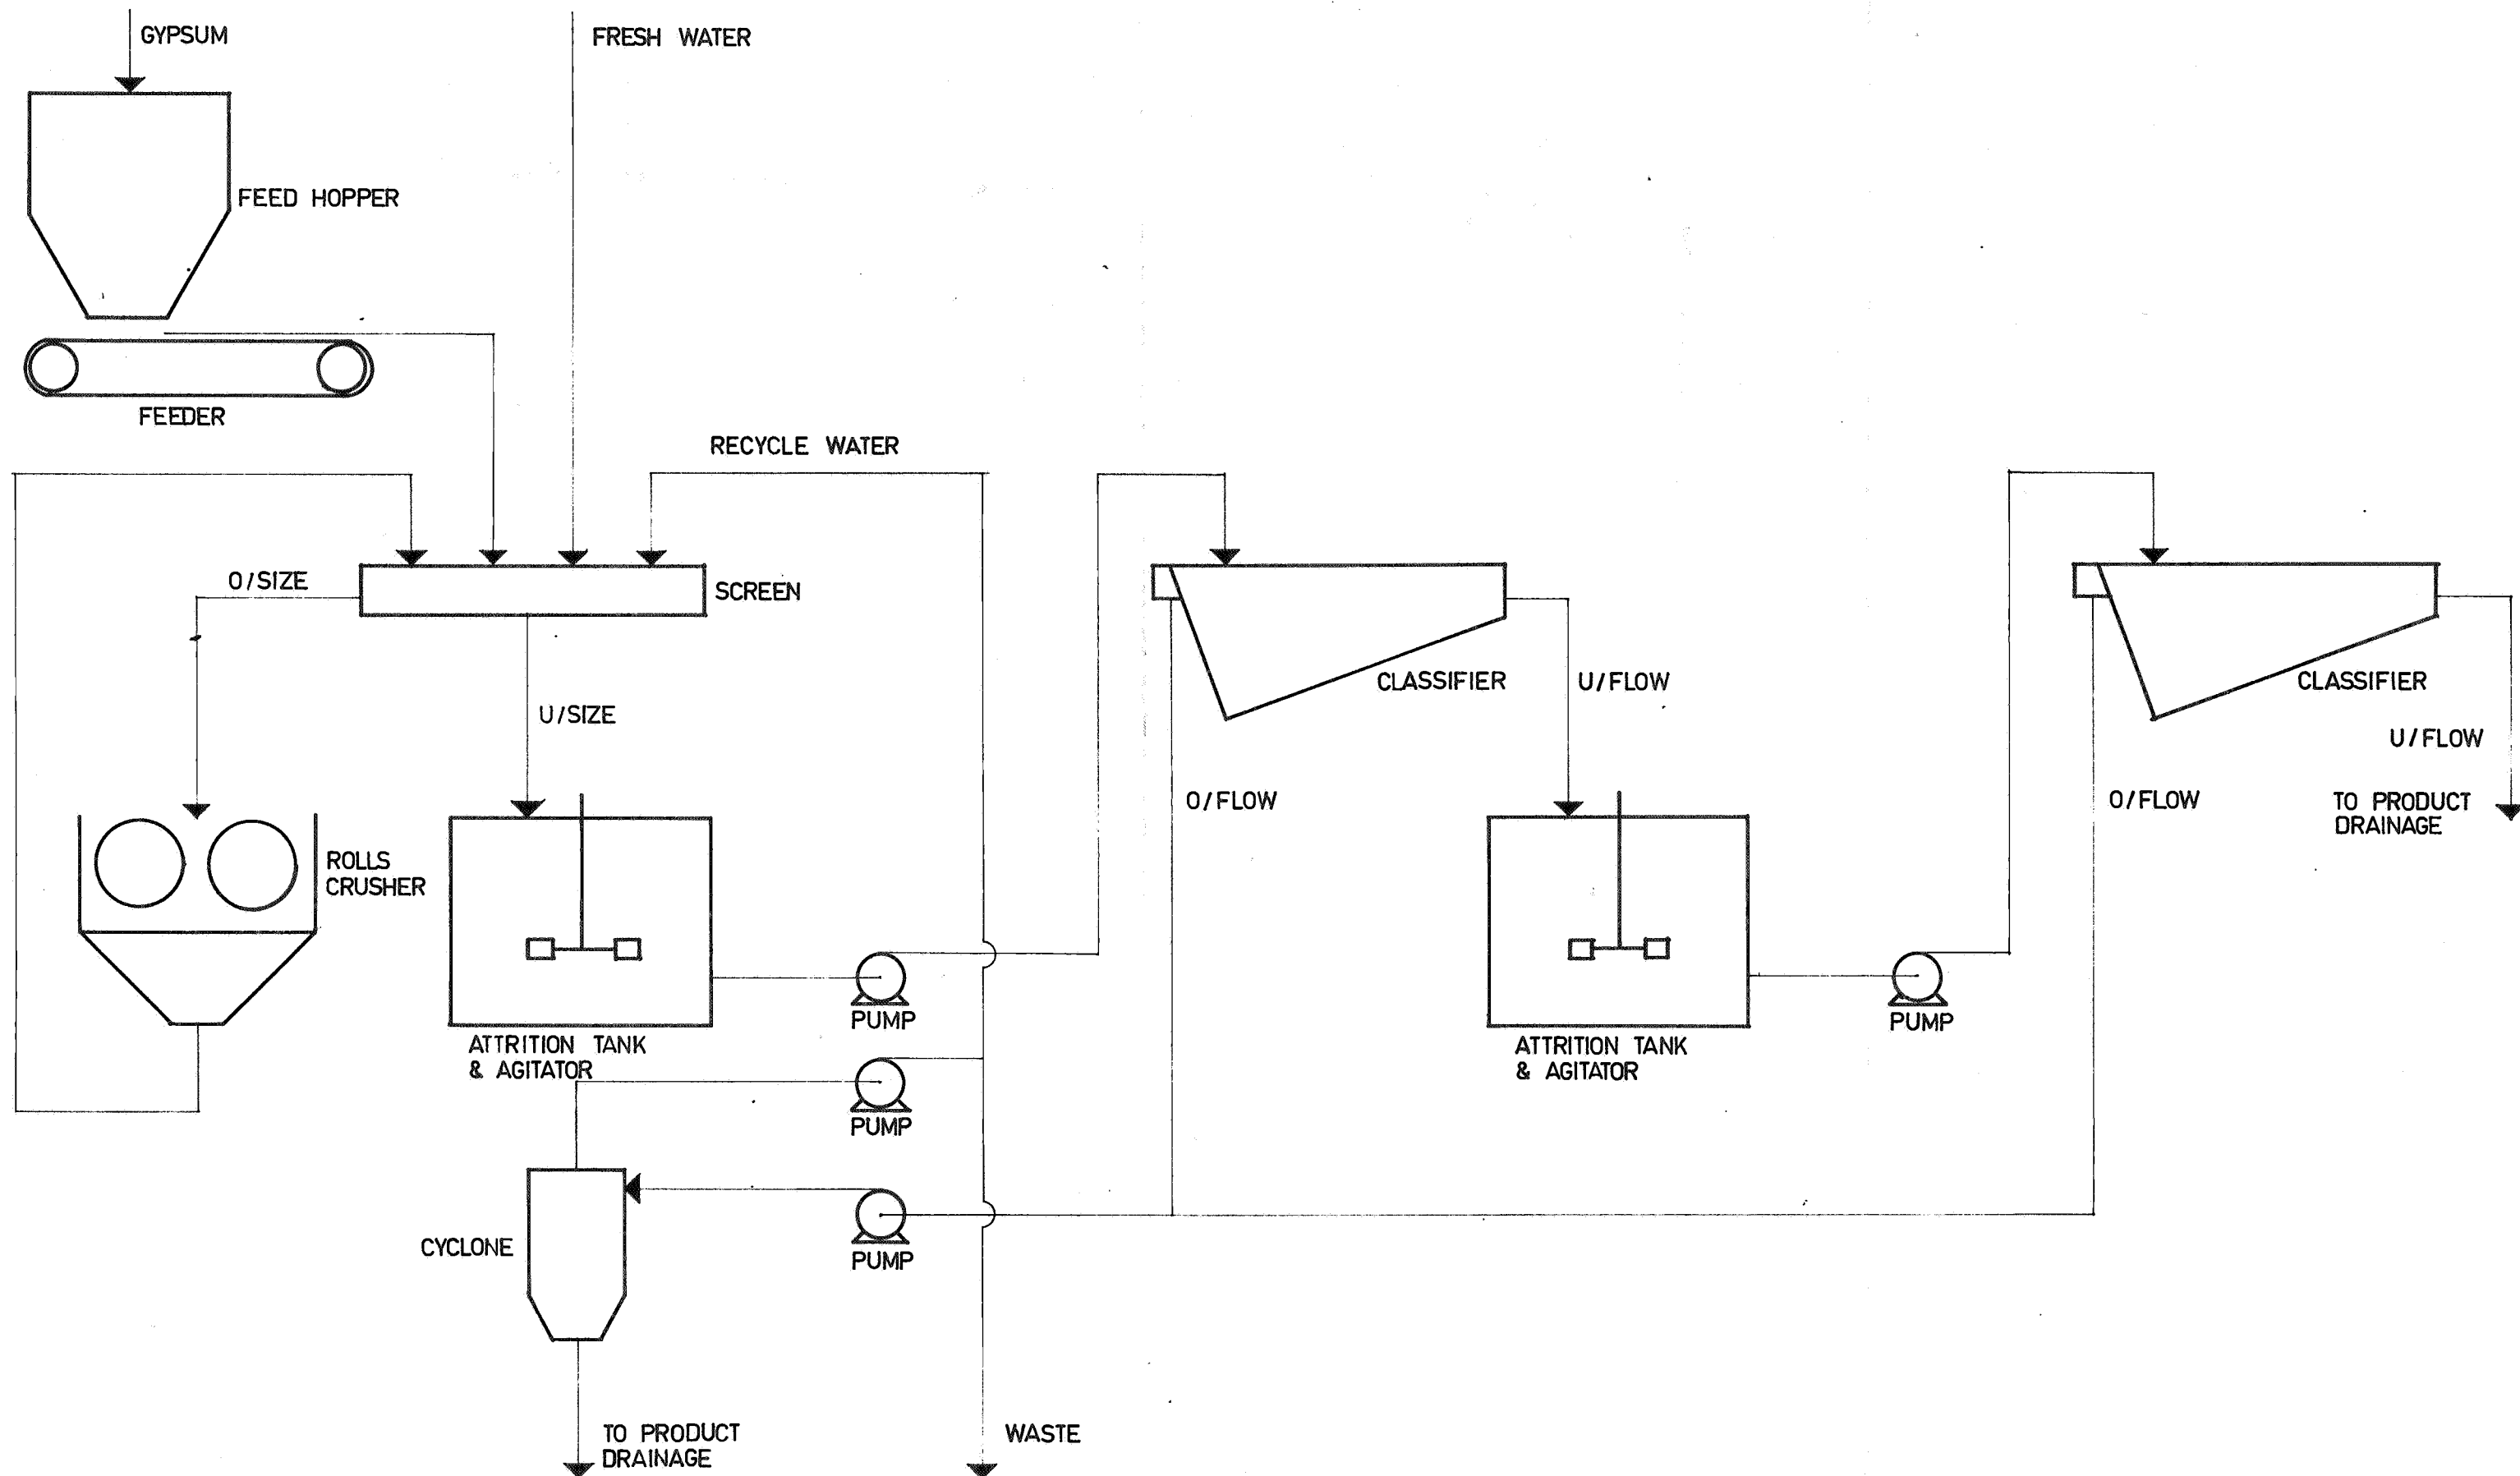 GYPSUM
FRESH WATER
FEED HOPPER
FEEDER
RECYCLE WATER
O/SIZE
SCREEN
U/SIZE
CLASSIFIER
U/FLOW
CLASSIFIER
U/FLOW
O/FLOW
O/FLOW
TO PRODUCT
DRAINAGE
ROLLS
CRUSHER
PUMP
PUMP
ATTRITION TANK
& AGITATOR
ATTRITION TANK
& AGITATOR
PUMP
CYCLONE
PUMP
TO PRODUCT
DRAINAGE
WASTE